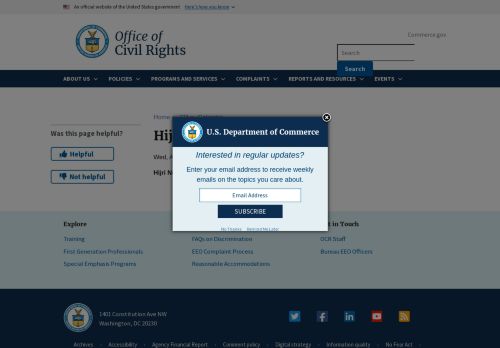 An official website of the United States government Here's how you know
Office of
Civil Rights
Commerce.gov
Search
Search
ABOUT US
POLICIES
PROGRAMS AND SERVICES
COMPLAINTS
REPORTS AND RESOURCES
EVENTS
Was this page helpful?
Helpful
Not helpful
Home
Hij
Wed, A
Hijri N
U.S. Department of Commerce
Interested in regular updates?
Enter your email address to receive weekly
emails on the topics you care about.
Email Address
SUBSCRIBE
No Thanks Remind Me Later
Explore
Training
First Generation Professionals
Special Emphasis Programs
FAQs on Discrimination
EEO Complaint Process
Reasonable Accommodations
t in Touch
OCR Staff
Bureau EEO Officers
1401 Constitution Ave NW
Washington, DC 20230
Archives
Accessibility
Agency Financial Report
Comment policy
Digital strategy
Information quality
No Fear Act